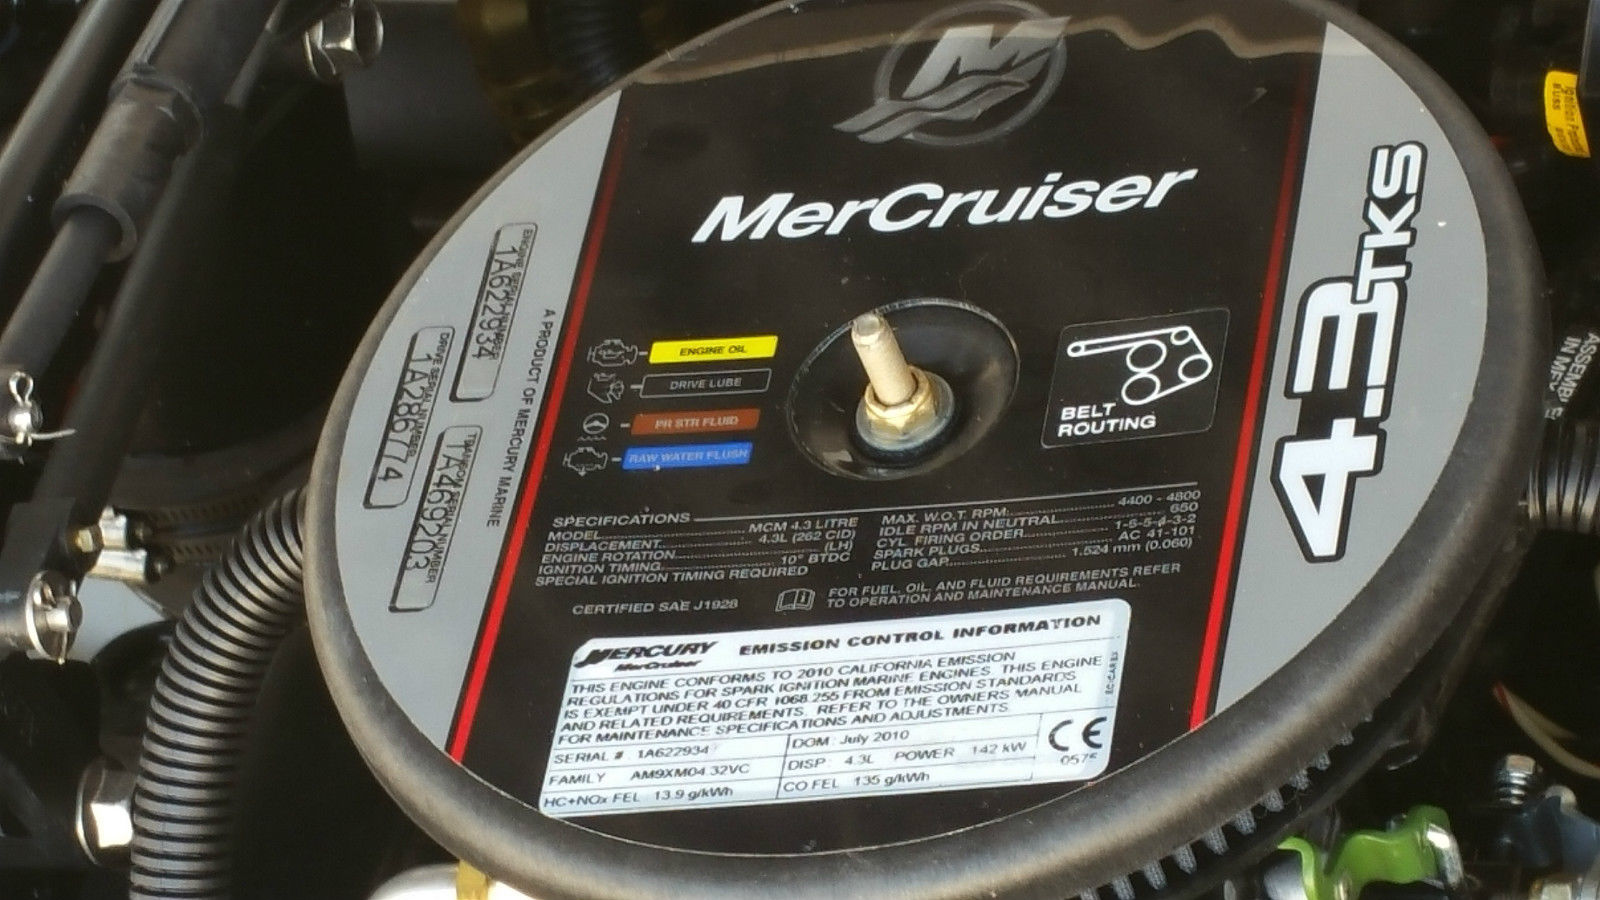 MerCruiser
4.3TKS
ENGINE SERIAL NUMBER
1A622934
DRIVE SERIAL NUMBER
1A286774
TRANSOM SERIAL NUMBER
1A469203
A PRODUCT OF MERCURY MARINE
ENGINE OIL
DRIVE LUBE
PR STR FLUID
RAW WATER FLUSH
BELT
ROUTING
SPECIFICATIONS
MODEL MCM 4.3 LITRE
DISPLACEMENT 4.3L (262 CID)
ENGINE ROTATION (LH)
IGNITION TIMING 10° BTDC
SPECIAL IGNITION TIMING REQUIRED
MAX. W.O.T. RPM 4400 - 4800
IDLE RPM IN NEUTRAL 650
CYL. FIRING ORDER 1-6-5-4-3-2
SPARK PLUGS AC 41-101
PLUG GAP 1.524 mm (0.060)
CERTIFIED SAE J1928
FOR FUEL, OIL, AND FLUID REQUIREMENTS REFER
TO OPERATION AND MAINTENANCE MANUAL.
MERCURY
MerCruiser
EMISSION CONTROL INFORMATION
THIS ENGINE CONFORMS TO 2010 CALIFORNIA EMISSION
REGULATIONS FOR SPARK IGNITION MARINE ENGINES. THIS ENGINE
IS EXEMPT UNDER 40 CFR 1068.255 FROM EMISSION STANDARDS
AND RELATED REQUIREMENTS. REFER TO THE OWNERS MANUAL
FOR MAINTENANCE SPECIFICATIONS AND ADJUSTMENTS.
SERIAL # 1A622934
DOM: July 2010
FAMILY AM9XM04.32VC
DISP: 4.3L POWER 142 kW
HC+NOx FEL 13.9 g/kWh
CO FEL 135 g/kWh
CE
0575
IN MFX